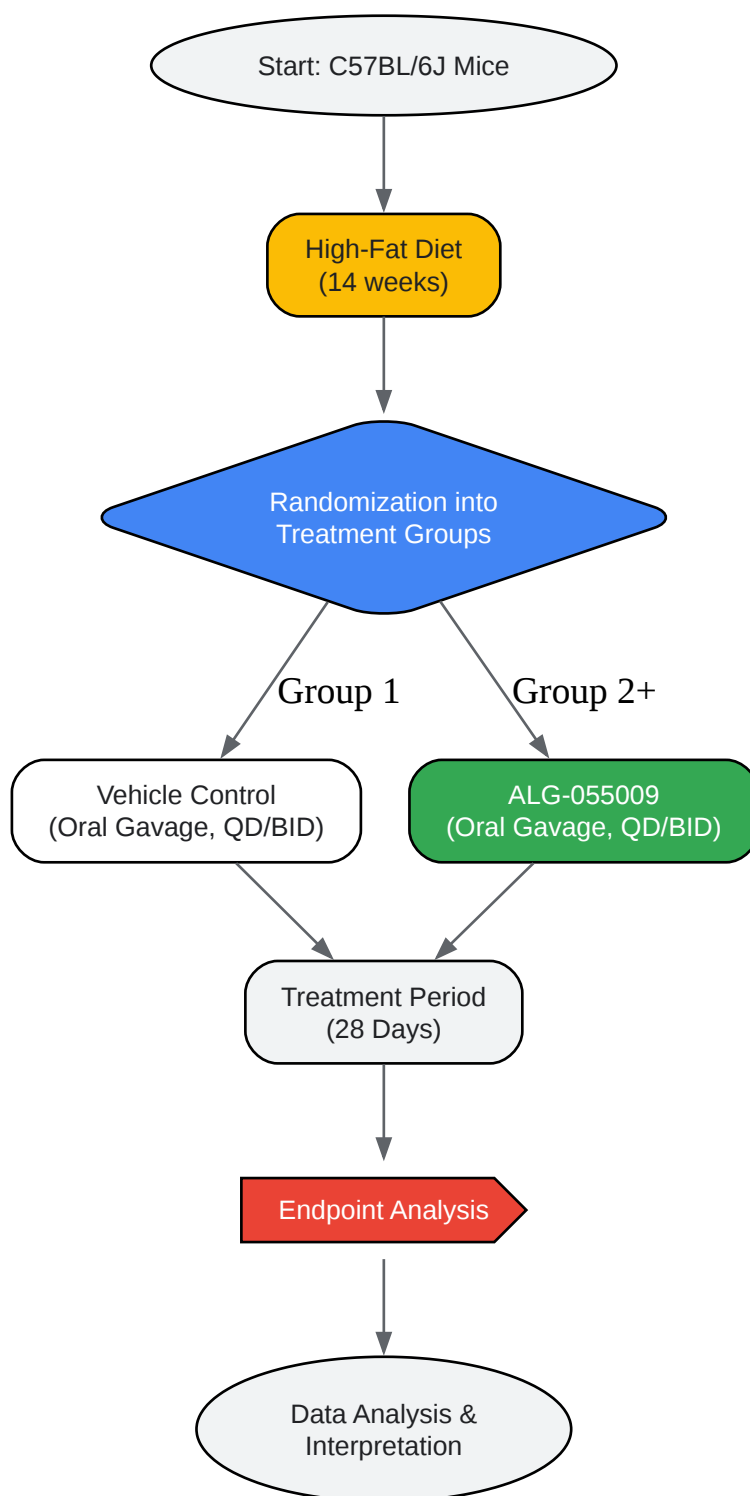 Start: C57BL/6J Mice
High-Fat Diet
(14 weeks)
Randomization into
Treatment Groups
Group 1
Group 2+
Vehicle Control
(Oral Gavage, QD/BID)
ALG-055009
(Oral Gavage, QD/BID)
Treatment Period
(28 Days)
Endpoint Analysis
Data Analysis &
Interpretation